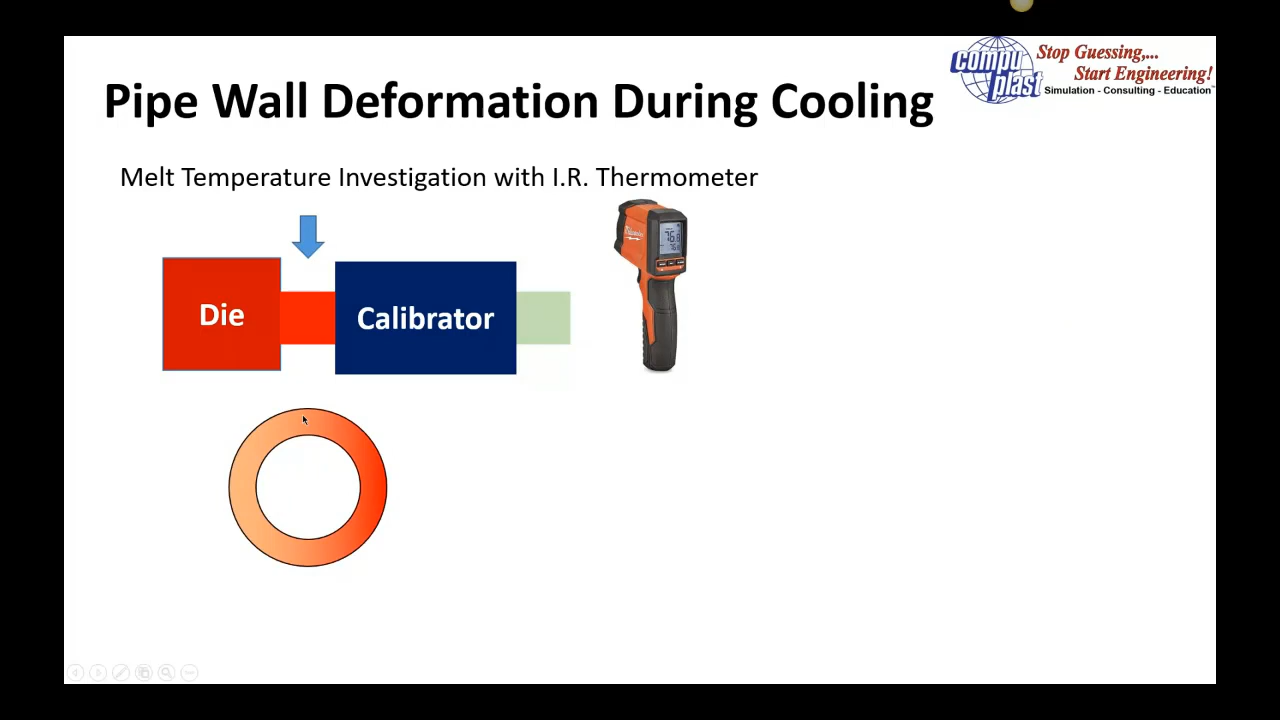 compu
plast
Stop Guessing,...
Start Engineering!
Simulation - Consulting - Education™
Pipe Wall Deformation During Cooling
Melt Temperature Investigation with I.R. Thermometer
Die
Calibrator